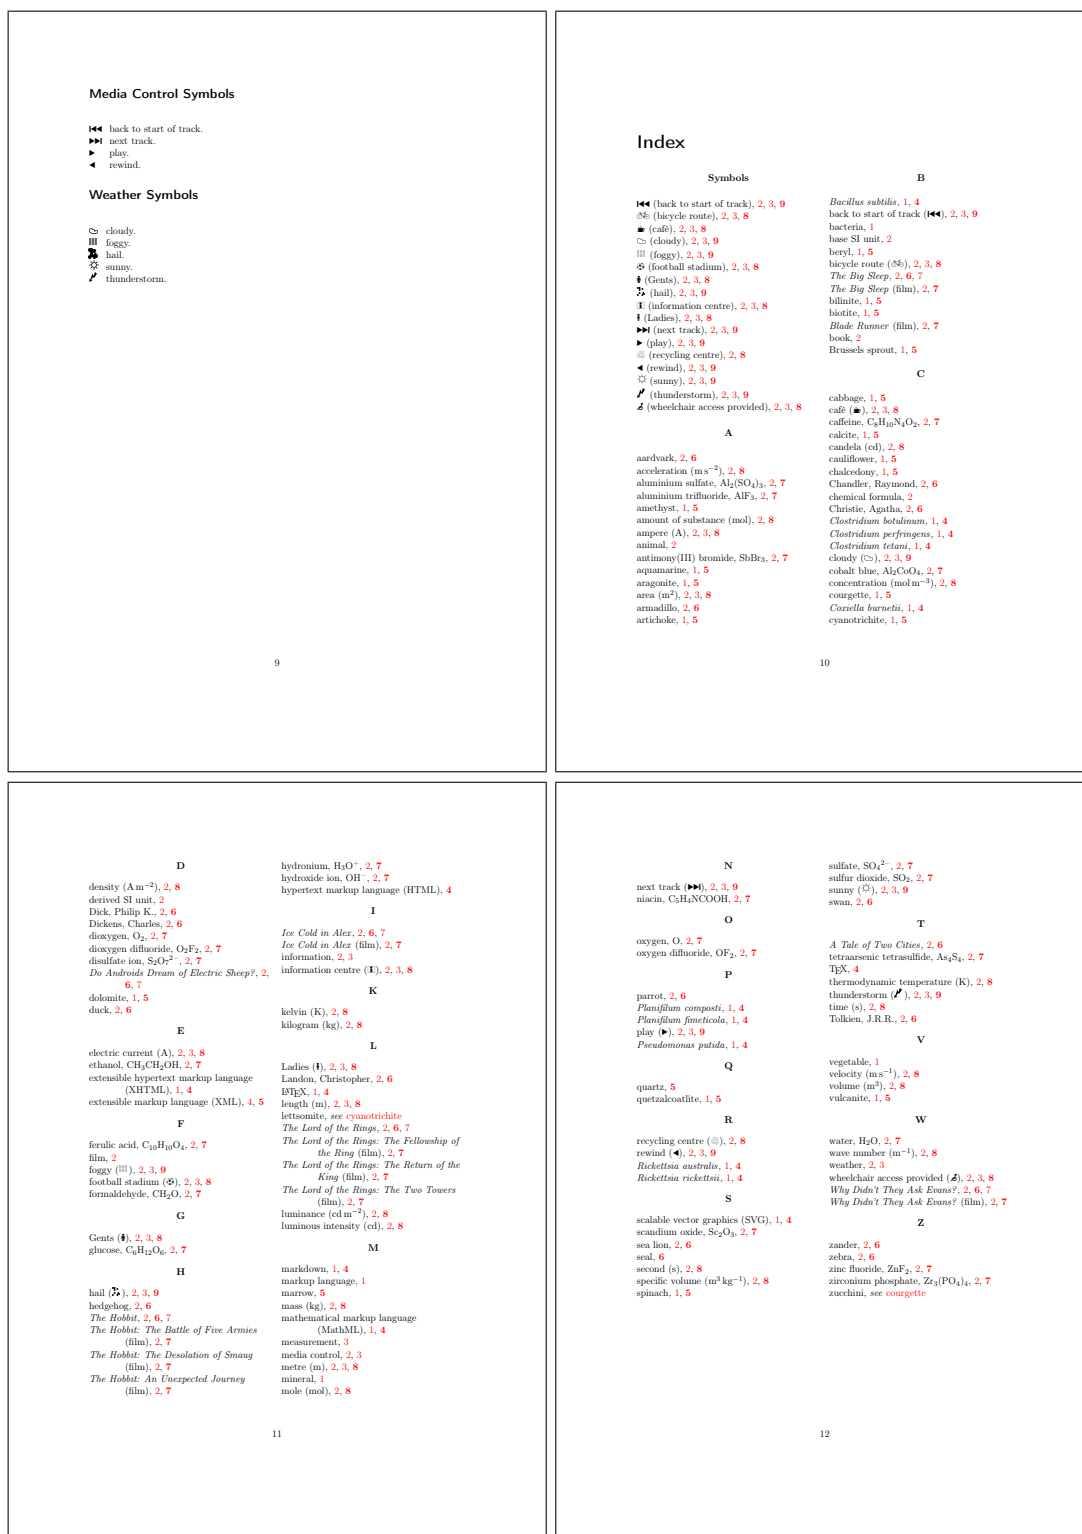 Media Control Symbols
back to start of track.
next track.
play.
rewind.
Weather Symbols
cloudy.
foggy.
hail.
sunny.
thunderstorm.
9
Index
Symbols
(back to start of track), 2, 3, 9
(bicycle route), 2, 3, 8
(café), 2, 3, 8
(cloudy), 2, 3, 9
(foggy), 2, 3, 9
(football stadium), 2, 3, 8
(Gents), 2, 3, 8
(hail), 2, 3, 9
(information centre), 2, 3, 8
(Ladies), 2, 3, 8
(next track), 2, 3, 9
(play), 2, 3, 9
(recycling centre), 2, 8
(rewind), 2, 3, 9
(sunny), 2, 3, 9
(thunderstorm), 2, 3, 9
(wheelchair access provided), 2, 3, 8
A
aardvark, 2, 6
acceleration (m s⁻²), 2, 8
aluminium sulfate, Al₂(SO₄)₃, 2, 7
aluminium trifluoride, AlF₃, 2, 7
amethyst, 1, 5
amount of substance (mol), 2, 8
ampere (A), 2, 3, 8
animal, 2
antimony(III) bromide, SbBr₃, 2, 7
aquamarine, 1, 5
aragonite, 1, 5
area (m²), 2, 3, 8
armadillo, 2, 6
artichoke, 1, 5
B
Bacillus subtilis, 1, 4
back to start of track (), 2, 3, 9
bacteria, 1
base SI unit, 2
beryl, 1, 5
bicycle route (), 2, 3, 8
The Big Sleep, 2, 6, 7
The Big Sleep (film), 2, 7
bílinite, 1, 5
biotite, 1, 5
Blade Runner (film), 2, 7
book, 2
Brussels sprout, 1, 5
C
cabbage, 1, 5
café (), 2, 3, 8
caffeine, C₈H₁₀N₄O₂, 2, 7
calcite, 1, 5
candela (cd), 2, 8
cauliflower, 1, 5
chalcedony, 1, 5
Chandler, Raymond, 2, 6
chemical formula, 2
Christie, Agatha, 2, 6
Clostridium botulinum, 1, 4
Clostridium perfringens, 1, 4
Clostridium tetani, 1, 4
cloudy (), 2, 3, 9
cobalt blue, Al₂CoO₄, 2, 7
concentration (mol m⁻³), 2, 8
courgette, 1, 5
Coxiella burnetii, 1, 4
cyanotrichite, 1, 5
10
D
density (A m⁻²), 2, 8
derived SI unit, 2
Dick, Philip K., 2, 6
Dickens, Charles, 2, 6
dioxygen, O₂, 2, 7
dioxygen difluoride, O₂F₂, 2, 7
disulfate ion, S₂O₇²⁻, 2, 7
Do Androids Dream of Electric Sheep?, 2,
6, 7
dolomite, 1, 5
duck, 2, 6
E
electric current (A), 2, 3, 8
ethanol, CH₃CH₂OH, 2, 7
extensible hypertext markup language
(XHTML), 1, 4
extensible markup language (XML), 4, 5
F
ferulic acid, C₁₀H₁₀O₄, 2, 7
film, 2
foggy (), 2, 3, 9
football stadium (), 2, 3, 8
formaldehyde, CH₂O, 2, 7
G
Gents (), 2, 3, 8
glucose, C₆H₁₂O₆, 2, 7
H
hail (), 2, 3, 9
hedgehog, 2, 6
The Hobbit, 2, 6, 7
The Hobbit: The Battle of Five Armies
(film), 2, 7
The Hobbit: The Desolation of Smaug
(film), 2, 7
The Hobbit: An Unexpected Journey
(film), 2, 7
hydronium, H₃O⁺, 2, 7
hydroxide ion, OH⁻, 2, 7
hypertext markup language (HTML), 4
I
Ice Cold in Alex, 2, 6, 7
Ice Cold in Alex (film), 2, 7
information, 2, 3
information centre (), 2, 3, 8
K
kelvin (K), 2, 8
kilogram (kg), 2, 8
L
Ladies (), 2, 3, 8
Landon, Christopher, 2, 6
LATEX, 1, 4
length (m), 2, 3, 8
lettsomite, see cyanotrichite
The Lord of the Rings, 2, 6, 7
The Lord of the Rings: The Fellowship of
the Ring (film), 2, 7
The Lord of the Rings: The Return of the
King (film), 2, 7
The Lord of the Rings: The Two Towers
(film), 2, 7
luminance (cd m⁻²), 2, 8
luminous intensity (cd), 2, 8
M
markdown, 1, 4
markup language, 1
marrow, 5
mass (kg), 2, 8
mathematical markup language
(MathML), 1, 4
measurement, 3
media control, 2, 3
metre (m), 2, 3, 8
mineral, 1
mole (mol), 2, 8
11
N
next track (), 2, 3, 9
niacin, C₅H₄NCOOH, 2, 7
O
oxygen, O, 2, 7
oxygen difluoride, OF₂, 2, 7
P
parrot, 2, 6
Planifilum composti, 1, 4
Planifilum fimeticola, 1, 4
play (), 2, 3, 9
Pseudomonas putida, 1, 4
Q
quartz, 5
quetzalcoatlite, 1, 5
R
recycling centre (), 2, 8
rewind (), 2, 3, 9
Rickettsia australis, 1, 4
Rickettsia rickettsii, 1, 4
S
scalable vector graphics (SVG), 1, 4
scandium oxide, Sc₂O₃, 2, 7
sea lion, 2, 6
seal, 6
second (s), 2, 8
specific volume (m³ kg⁻¹), 2, 8
spinach, 1, 5
sulfate, SO₄²⁻, 2, 7
sulfur dioxide, SO₂, 2, 7
sunny (), 2, 3, 9
swan, 2, 6
T
A Tale of Two Cities, 2, 6
tetraarsenic tetrasulfide, As₄S₄, 2, 7
TEX, 4
thermodynamic temperature (K), 2, 8
thunderstorm (), 2, 3, 9
time (s), 2, 8
Tolkien, J.R.R., 2, 6
V
vegetable, 1
velocity (m s⁻¹), 2, 8
volume (m³), 2, 8
vulcanite, 1, 5
W
water, H₂O, 2, 7
wave number (m⁻¹), 2, 8
weather, 2, 3
wheelchair access provided (), 2, 3, 8
Why Didn't They Ask Evans?, 2, 6, 7
Why Didn't They Ask Evans? (film), 2, 7
Z
zander, 2, 6
zebra, 2, 6
zinc fluoride, ZnF₂, 2, 7
zirconium phosphate, Zr₃(PO₄)₄, 2, 7
zucchini, see courgette
12